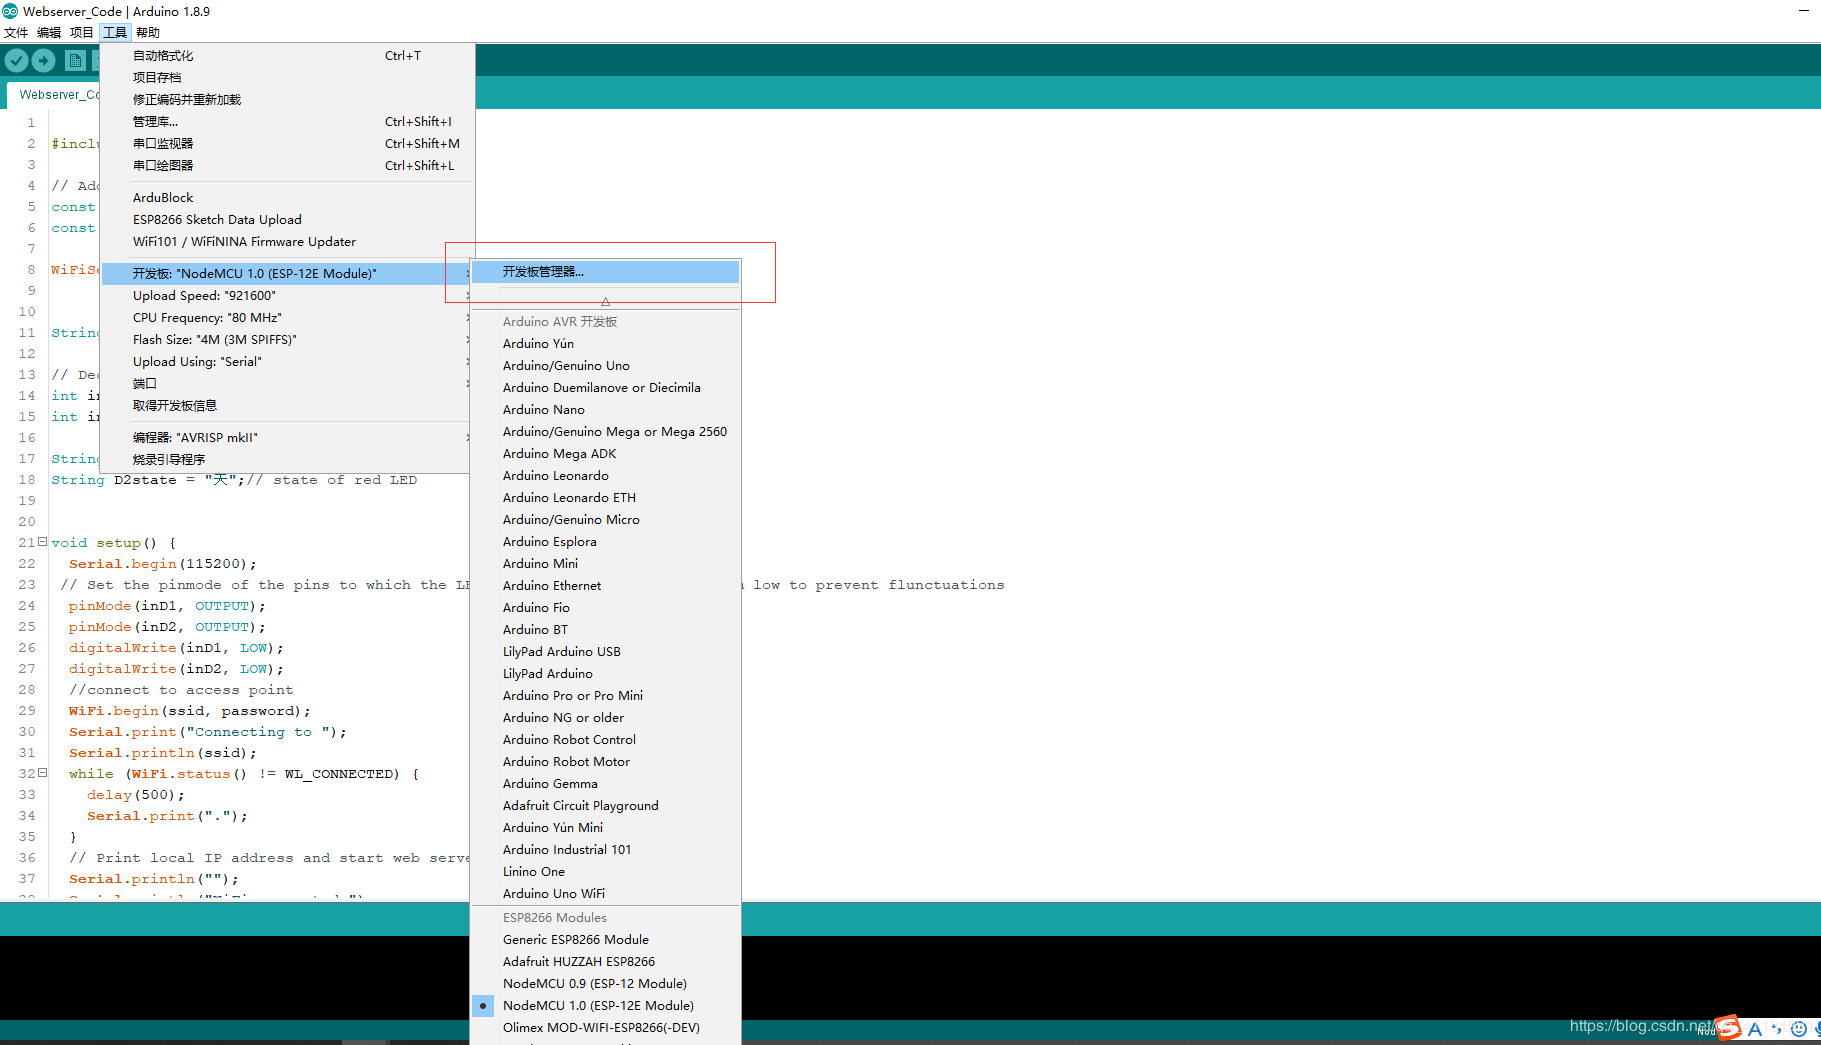 Webserver_Code | Arduino 1.8.9
文件 编辑 项目 工具 帮助
自动格式化 Ctrl+T
项目存档
修正编码并重新加载
管理库... Ctrl+Shift+I
串口监视器 Ctrl+Shift+M
串口绘图器 Ctrl+Shift+L
ArduBlock
ESP8266 Sketch Data Upload
WiFi101 / WiFiNINA Firmware Updater
开发板: "NodeMCU 1.0 (ESP-12E Module)"
Upload Speed: "921600"
CPU Frequency: "80 MHz"
Flash Size: "4M (3M SPIFFS)"
Upload Using: "Serial"
端口
取得开发板信息
编程器: "AVRISP mkII"
烧录引导程序
开发板管理器...
Arduino AVR 开发板
Arduino Yún
Arduino/Genuino Uno
Arduino Duemilanove or Diecimila
Arduino Nano
Arduino/Genuino Mega or Mega 2560
Arduino Mega ADK
Arduino Leonardo
Arduino Leonardo ETH
Arduino/Genuino Micro
Arduino Esplora
Arduino Mini
Arduino Ethernet
Arduino Fio
Arduino BT
LilyPad Arduino USB
LilyPad Arduino
Arduino Pro or Pro Mini
Arduino NG or older
Arduino Robot Control
Arduino Robot Motor
Arduino Gemma
Adafruit Circuit Playground
Arduino Yún Mini
Arduino Industrial 101
Linino One
Arduino Uno WiFi
ESP8266 Modules
Generic ESP8266 Module
Adafruit HUZZAH ESP8266
NodeMCU 0.9 (ESP-12 Module)
NodeMCU 1.0 (ESP-12E Module)
Olimex MOD-WIFI-ESP8266(-DEV)
Webserver_Co
1
2 #inclu
3
4 // Ad
5 const
6 const
7
8 WiFiSe
9
10
11 String
12
13 // De
14 int in
15 int in
16
17 String
18 String D2state = "天";// state of red LED
19
20
21 void setup() {
22 Serial.begin(115200);
23 // Set the pinmode of the pins to which the LE low to prevent flunctuations
24 pinMode(inD1, OUTPUT);
25 pinMode(inD2, OUTPUT);
26 digitalWrite(inD1, LOW);
27 digitalWrite(inD2, LOW);
28 //connect to access point
29 WiFi.begin(ssid, password);
30 Serial.print("Connecting to ");
31 Serial.println(ssid);
32 while (WiFi.status() != WL_CONNECTED) {
33 delay(500);
34 Serial.print(".");
35 }
36 // Print local IP address and start web serve
37 Serial.println("");
https://blog.csdn.net/